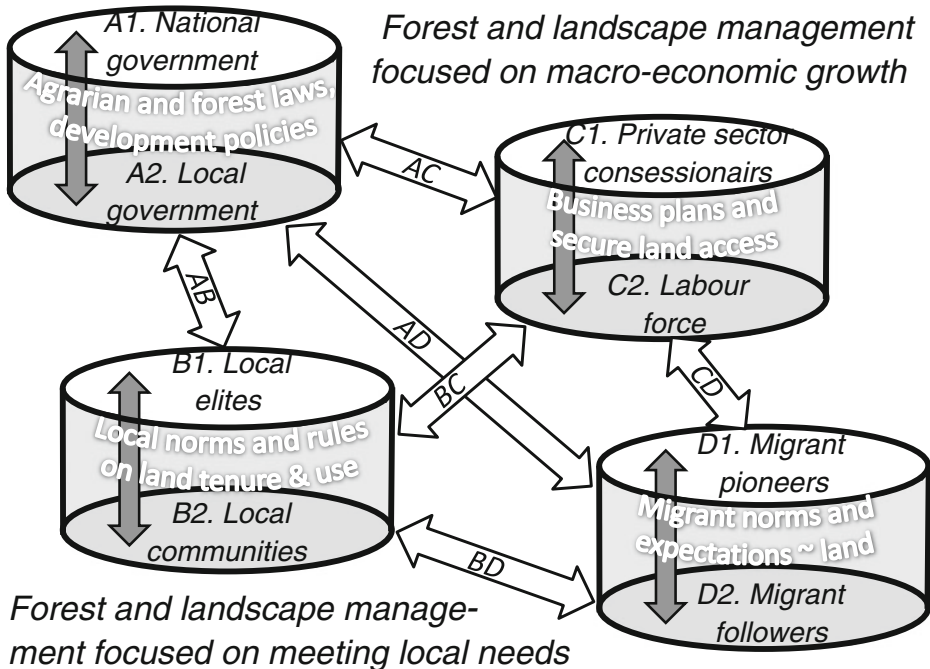 A1. National
government
Agrarian and forest laws,
development policies
A2. Local
government
Forest and landscape management
focused on macro-economic growth
C1. Private sector
consessionairs
Business plans and
secure land access
C2. Labour
force
AC
AB
AD
BC
CD
BD
B1. Local
elites
Local norms and rules
on land tenure & use
B2. Local
communities
D1. Migrant
pioneers
Migrant norms and
expectations ~ land
D2. Migrant
followers
Forest and landscape manage-
ment focused on meeting local needs